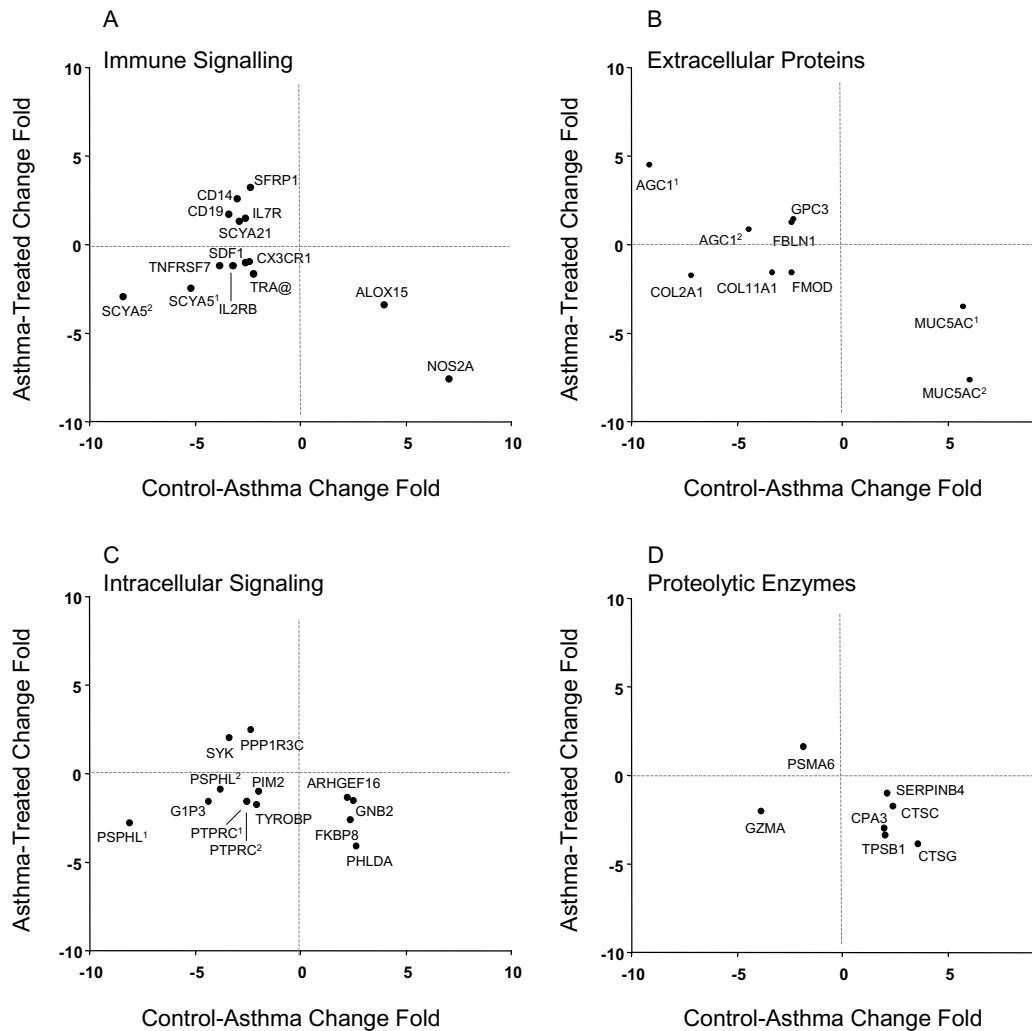 A
Immune Signalling
10
5
0
-5
-10
-10
-5
0
5
10
Asthma-Treated Change Fold
Control-Asthma Change Fold
SFRP1
CD14
CD19
IL7R
SCYA21
SDF1
CX3CR1
TNFRSF7
TRA@
SCYA5¹
IL2RB
SCYA5²
ALOX15
NOS2A
B
Extracellular Proteins
10
5
0
-5
-10
-10
-5
0
5
Asthma-Treated Change Fold
Control-Asthma Change Fold
AGC1¹
GPC3
AGC1²
FBLN1
COL2A1
COL11A1
FMOD
MUC5AC¹
MUC5AC²
C
Intracellular Signaling
10
5
0
-5
-10
-10
-5
0
5
10
Asthma-Treated Change Fold
Control-Asthma Change Fold
PPP1R3C
SYK
PSPHL²
PIM2
ARHGEF16
G1P3
TYROBP
GNB2
PTPRC¹
PTPRC²
FKBP8
PSPHL¹
PHLDA
D
Proteolytic Enzymes
10
5
0
-5
-10
-10
-5
0
5
Asthma-Treated Change Fold
Control-Asthma Change Fold
PSMA6
SERPINB4
GZMA
CPA3
CTSC
TPSB1
CTSG